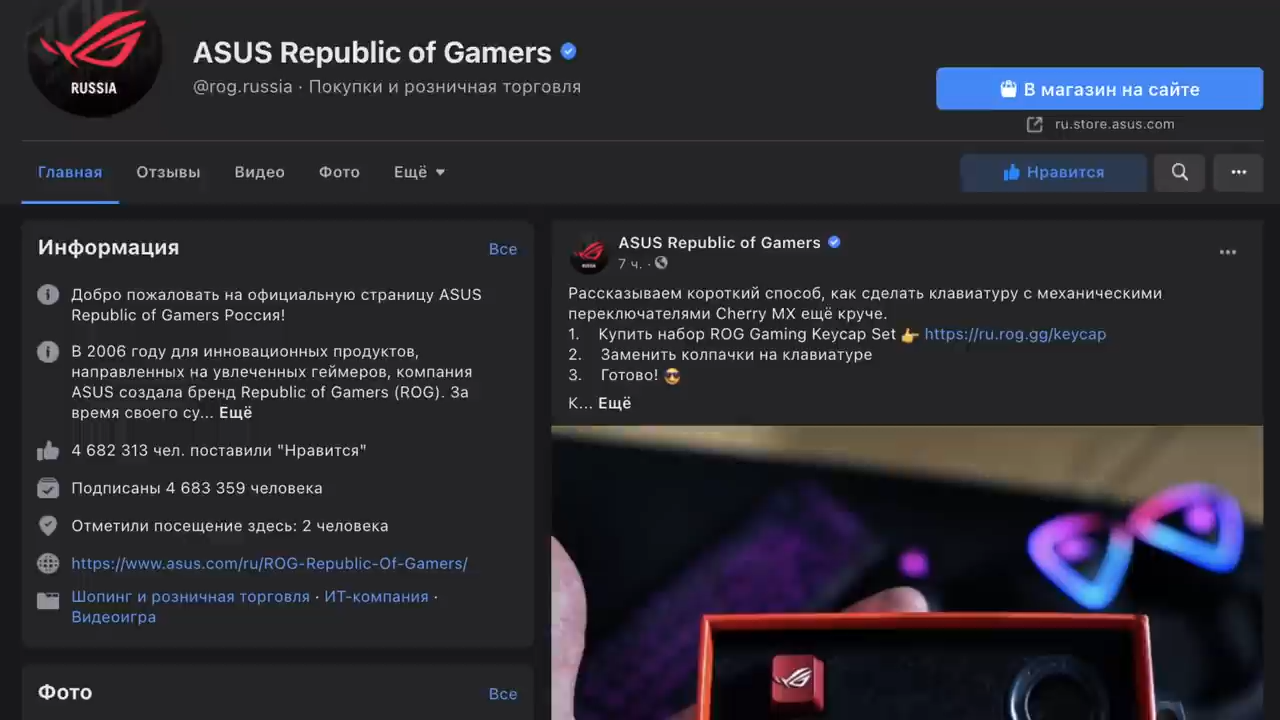 RUSSIA
ASUS Republic of Gamers
@rog.russia · Покупки и розничная торговля
В магазин на сайте
ru.store.asus.com
Главная
Отзывы
Видео
Фото
Ещё
Нравится
Информация
Все
Добро пожаловать на официальную страницу ASUS
Republic of Gamers Россия!
В 2006 году для инновационных продуктов,
направленных на увлеченных геймеров, компания
ASUS создала бренд Republic of Gamers (ROG). За
время своего су... Ещё
4 682 313 чел. поставили "Нравится"
Подписаны 4 683 359 человека
Отметили посещение здесь: 2 человека
https://www.asus.com/ru/ROG-Republic-Of-Gamers/
Шопинг и розничная торговля · ИТ-компания ·
Видеоигра
Фото
Все
ASUS Republic of Gamers
7 ч. ·
Рассказываем короткий способ, как сделать клавиатуру с механическими
переключателями Cherry MX ещё круче.
1. Купить набор ROG Gaming Keycap Set 👉 https://ru.rog.gg/keycap
2. Заменить колпачки на клавиатуре
3. Готово! 😎
К... Ещё